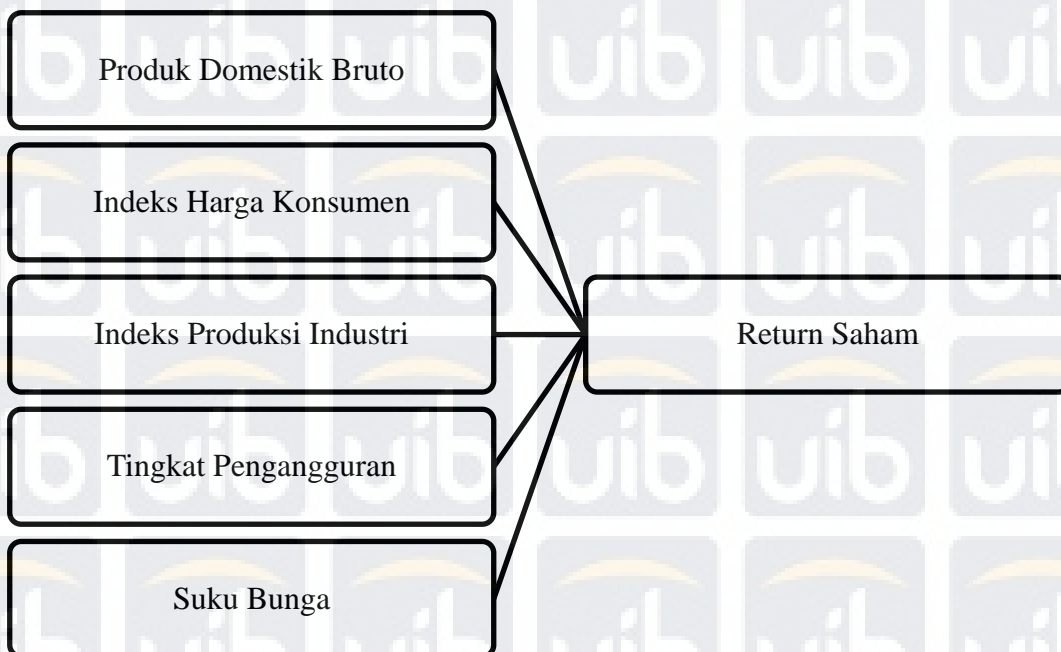 Produk Domestik Bruto
Indeks Harga Konsumen
Indeks Produksi Industri
Return Saham
Tingkat Pengangguran
Suku Bunga